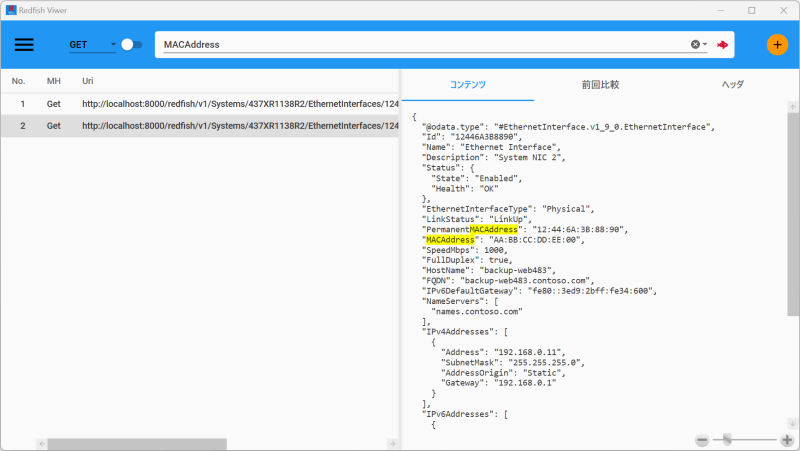 Redfish Viwer
GET
MACAddress
No. MH Uri
1 Get http://localhost:8000/redfish/v1/Systems/437XR1138R2/EthernetInterfaces/124
2 Get http://localhost:8000/redfish/v1/Systems/437XR1138R2/EthernetInterfaces/124
コンテンツ 前回比較 ヘッダ
{
"@odata.type": "#EthernetInterface.v1_9_0.EthernetInterface",
"Id": "12446A3B8890",
"Name": "Ethernet Interface",
"Description": "System NIC 2",
"Status": {
"State": "Enabled",
"Health": "OK"
},
"EthernetInterfaceType": "Physical",
"LinkStatus": "LinkUp",
"PermanentMACAddress": "12:44:6A:3B:88:90",
"MACAddress": "AA:BB:CC:DD:EE:00",
"SpeedMbps": 1000,
"FullDuplex": true,
"HostName": "backup-web483",
"FQDN": "backup-web483.contoso.com",
"IPv6DefaultGateway": "fe80::3ed9:2bff:fe34:600",
"NameServers": [
"names.contoso.com"
],
"IPv4Addresses": [
{
"Address": "192.168.0.11",
"SubnetMask": "255.255.255.0",
"AddressOrigin": "Static",
"Gateway": "192.168.0.1"
}
],
"IPv6Addresses": [
{